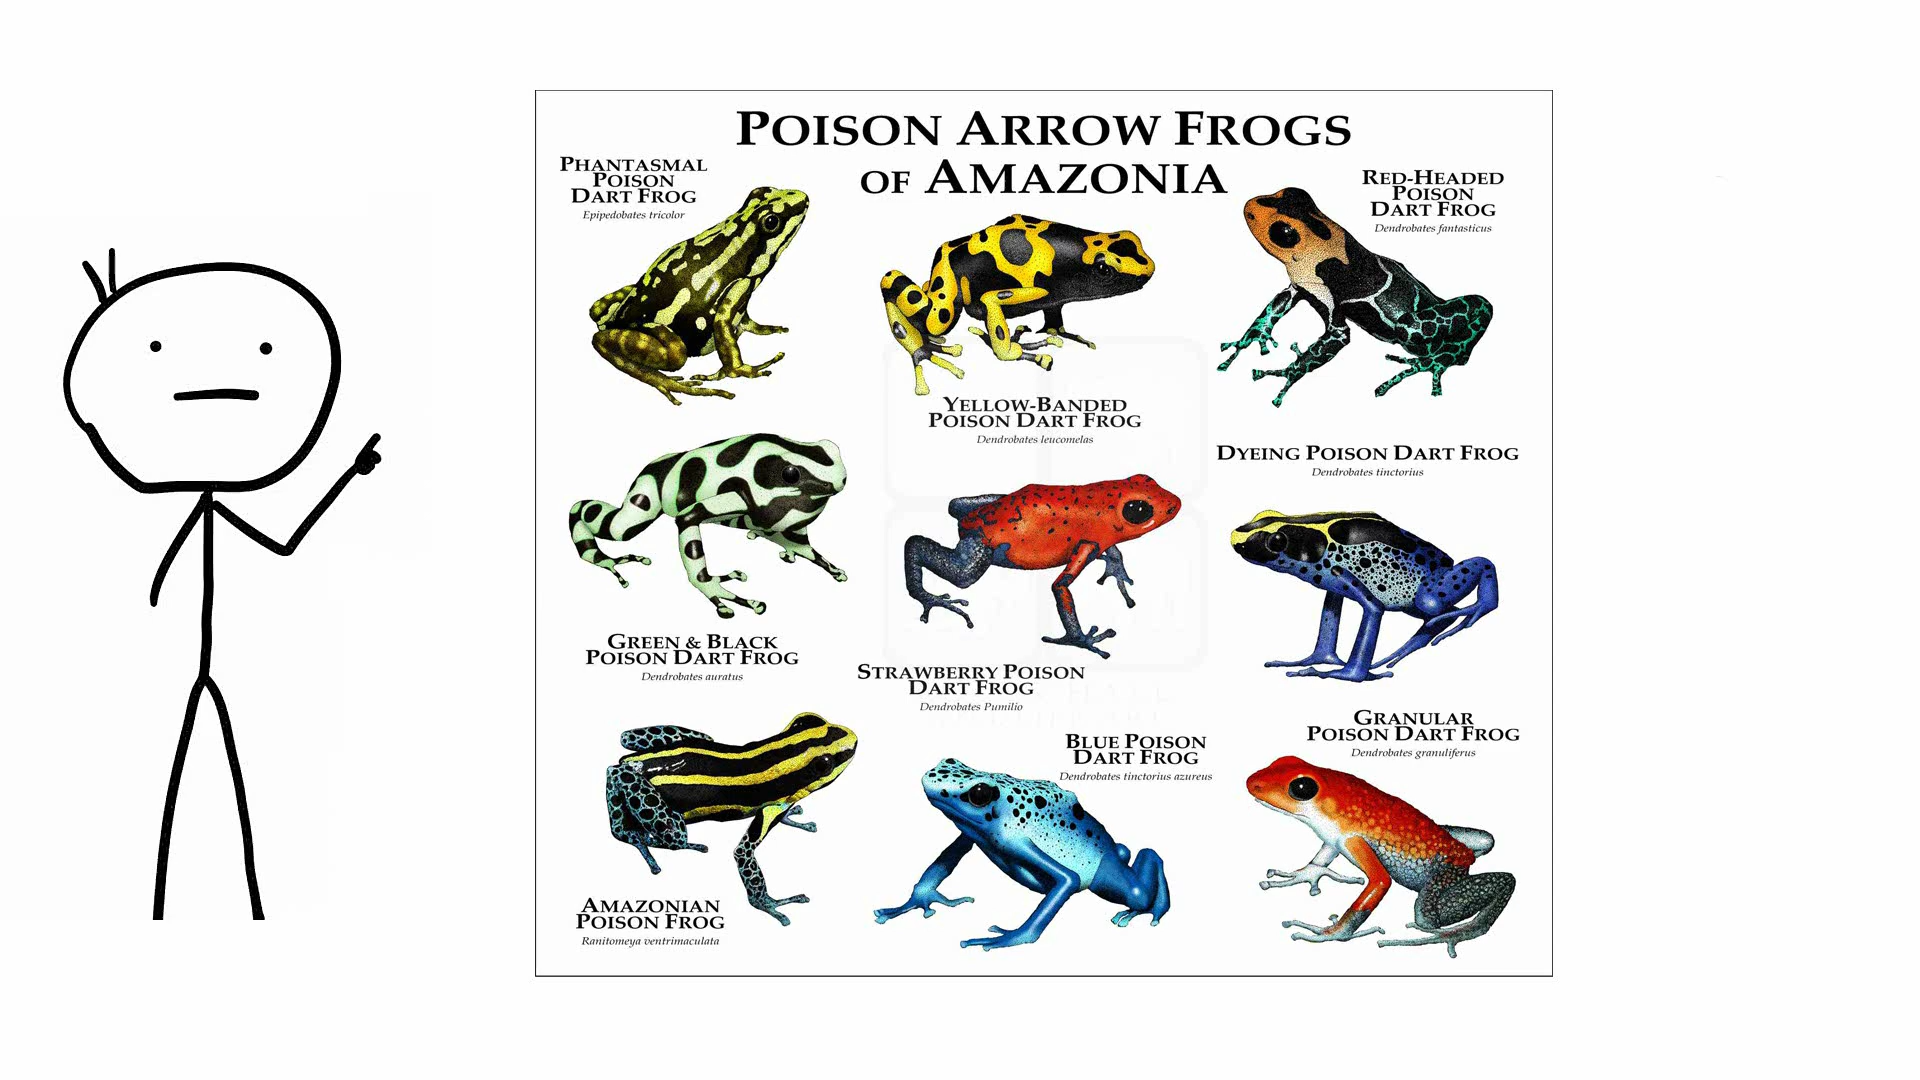 POISON ARROW FROGS
OF AMAZONIA
PHANTASMAL
POISON
DART FROG
Epipedobates tricolor
RED-HEADED
POISON
DART FROG
Dendrobates fantasticus
YELLOW-BANDED
POISON DART FROG
Dendrobates leucomelas
DYEING POISON DART FROG
Dendrobates tinctorius
GREEN & BLACK
POISON DART FROG
Dendrobates auratus
STRAWBERRY POISON
DART FROG
Dendrobates Pumilio
GRANULAR
POISON DART FROG
Dendrobates granuliferus
BLUE POISON
DART FROG
Dendrobates tinctorius azureus
AMAZONIAN
POISON FROG
Ranitomeya ventrimaculata